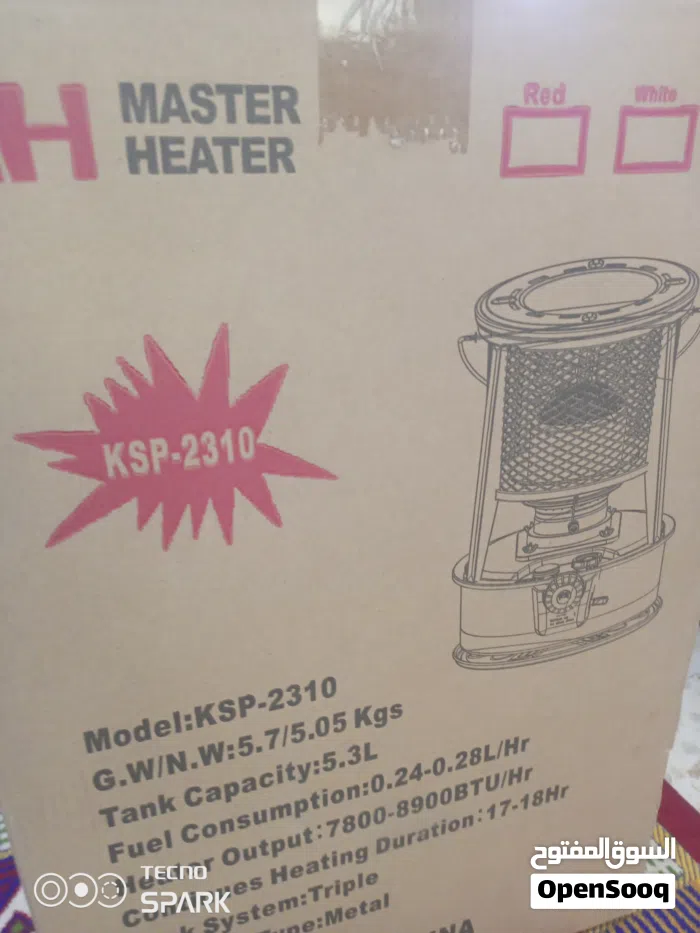 MASTER
HEATER
Red
White
KSP-2310
Model:KSP-2310
G.W/N.W:5.7/5.05 Kgs
Tank Capacity:5.3L
Fuel Consumption:0.24-0.28L/Hr
Heater Output:7800-8900BTU/Hr
Heating Duration:17-18Hr
System:Triple
Metal
TECNO
SPARK
السوق المفتوح
OpenSooq